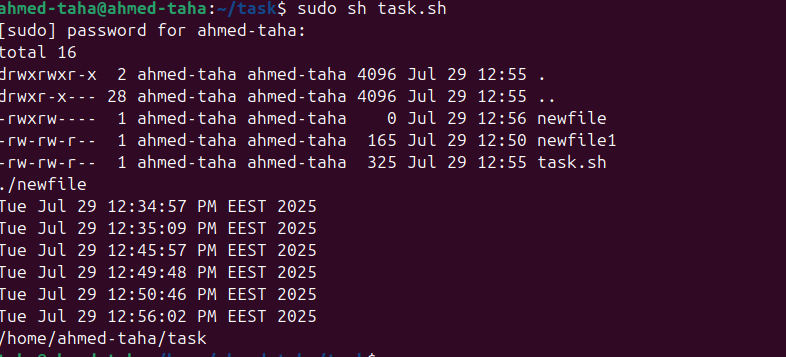 ahmed-taha@ahmed-taha:~/task$ sudo sh task.sh
[sudo] password for ahmed-taha:
total 16
drwxrwxr-x  2 ahmed-taha ahmed-taha 4096 Jul 29 12:55 .
drwxr-x--- 28 ahmed-taha ahmed-taha 4096 Jul 29 12:55 ..
-rwxrw----  1 ahmed-taha ahmed-taha    0 Jul 29 12:56 newfile
-rw-rw-r--  1 ahmed-taha ahmed-taha  165 Jul 29 12:50 newfile1
-rw-rw-r--  1 ahmed-taha ahmed-taha  325 Jul 29 12:55 task.sh
./newfile
Tue Jul 29 12:34:57 PM EEST 2025
Tue Jul 29 12:35:09 PM EEST 2025
Tue Jul 29 12:45:57 PM EEST 2025
Tue Jul 29 12:49:48 PM EEST 2025
Tue Jul 29 12:50:46 PM EEST 2025
Tue Jul 29 12:56:02 PM EEST 2025
/home/ahmed-taha/task